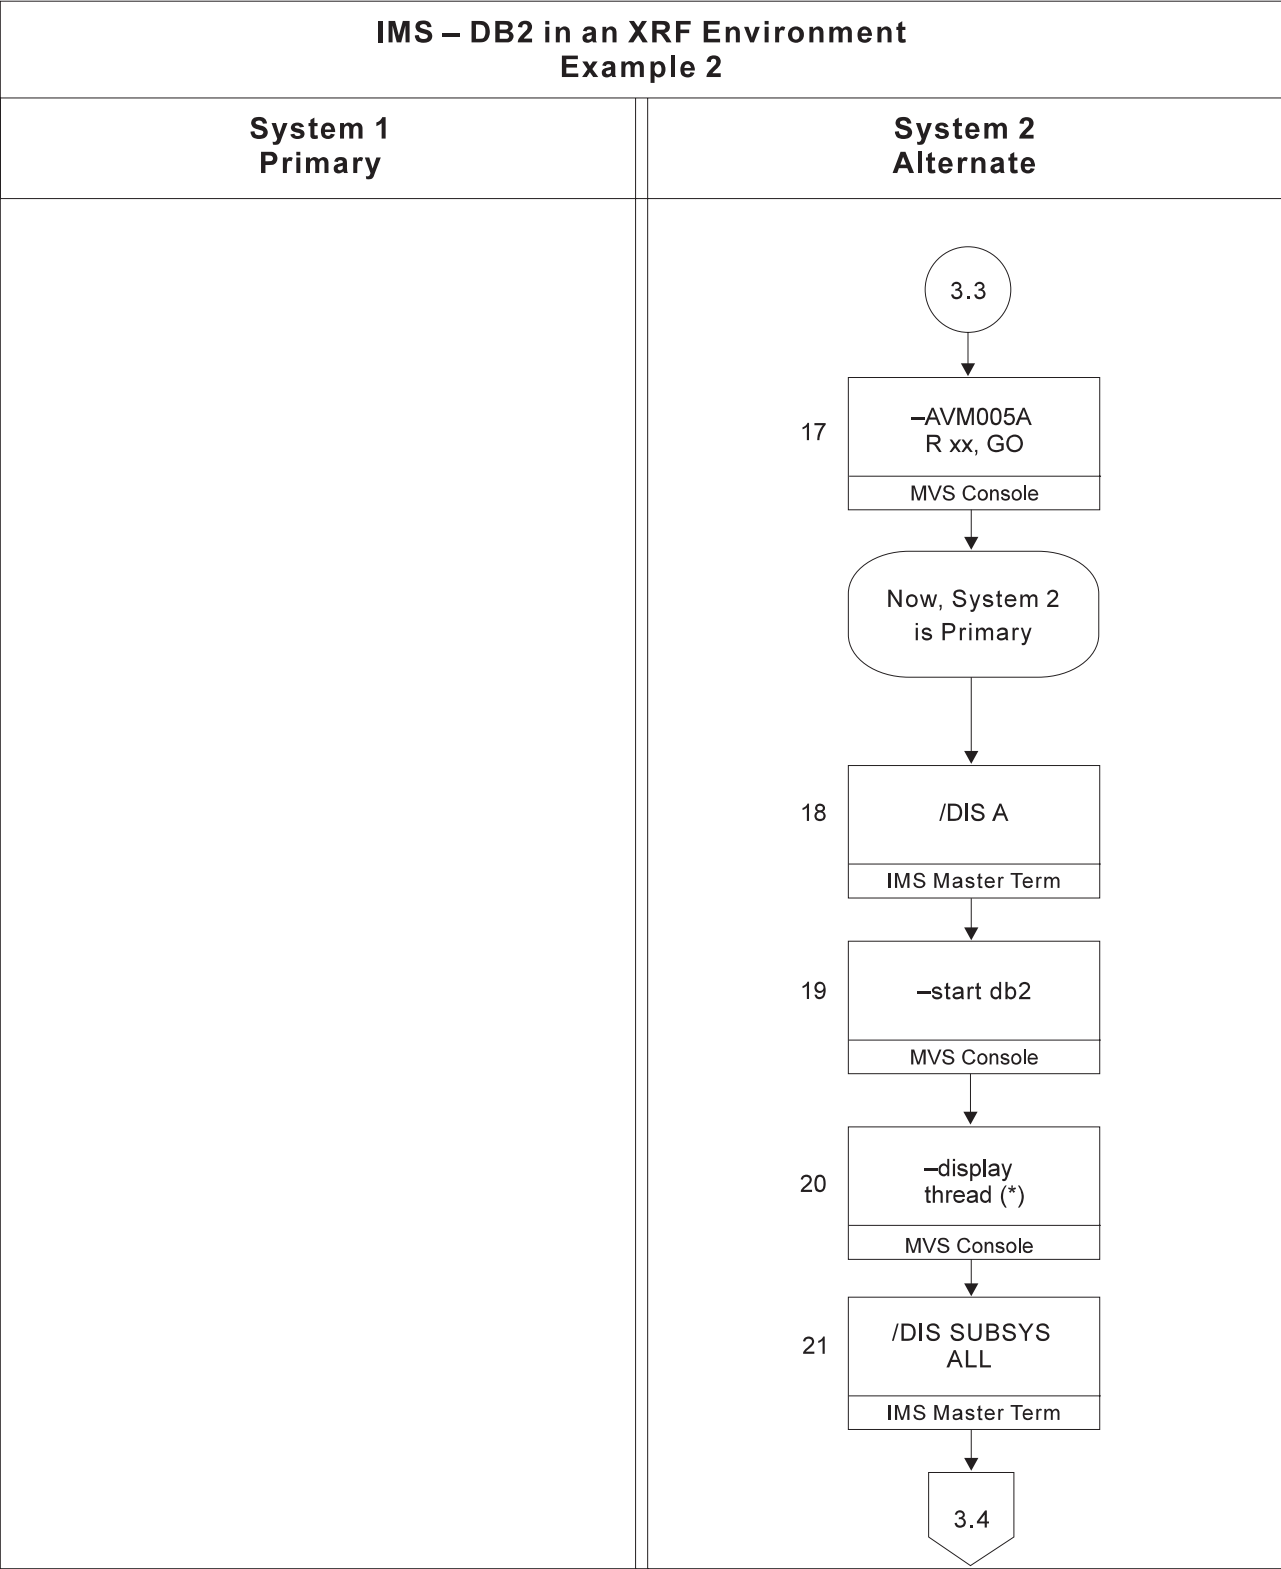 IMS – DB2 in an XRF Environment
Example 2
System 1
Primary
System 2
Alternate
3.3
17
–AVM005A
R xx, GO
MVS Console
Now, System 2
is Primary
18
/DIS A
IMS Master Term
19
–start db2
MVS Console
20
–display
thread (*)
MVS Console
21
/DIS SUBSYS
ALL
IMS Master Term
3.4